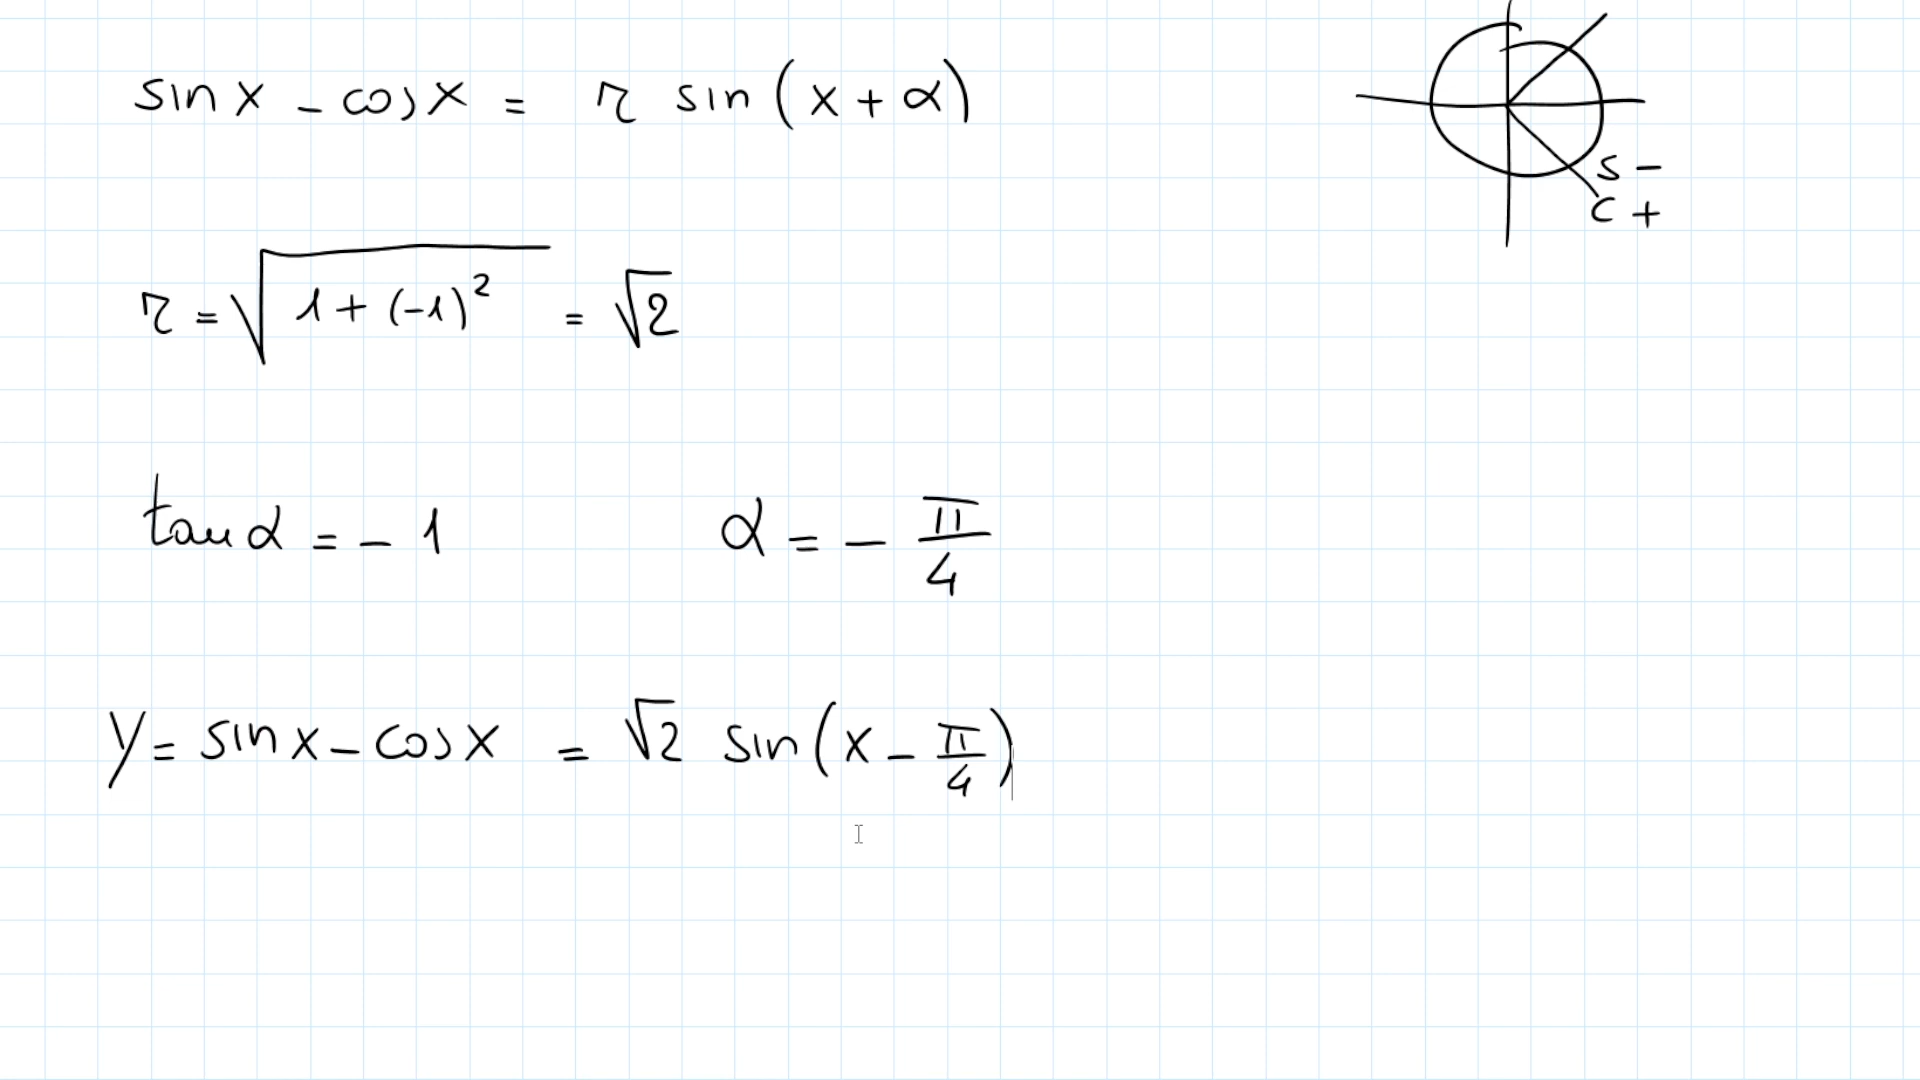 sin x - cos x = r sin (x + α)
s -
c +
r = √(1 + (-1)²) = √2
tan α = - 1 α = - π/4
y = sin x - cos x = √2 sin (x - π/4)